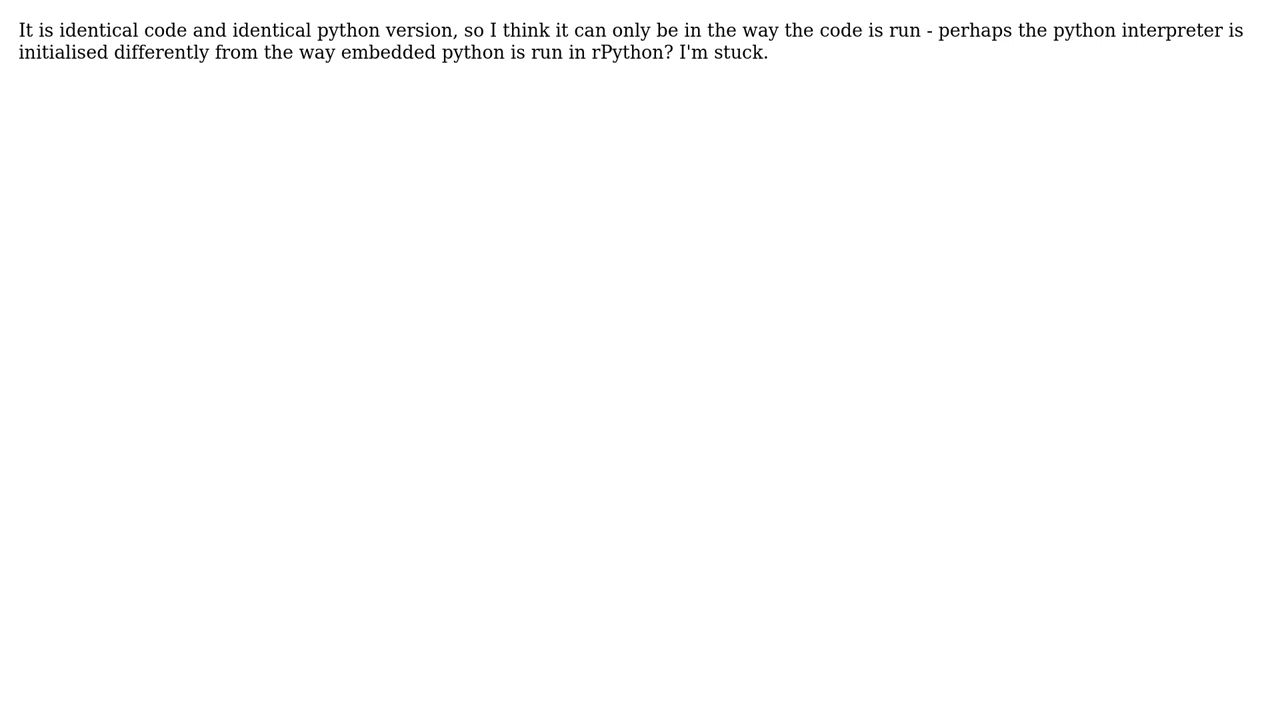 It is identical code and identical python version, so I think it can only be in the way the code is run - perhaps the python interpreter is
initialised differently from the way embedded python is run in rPython? I'm stuck.